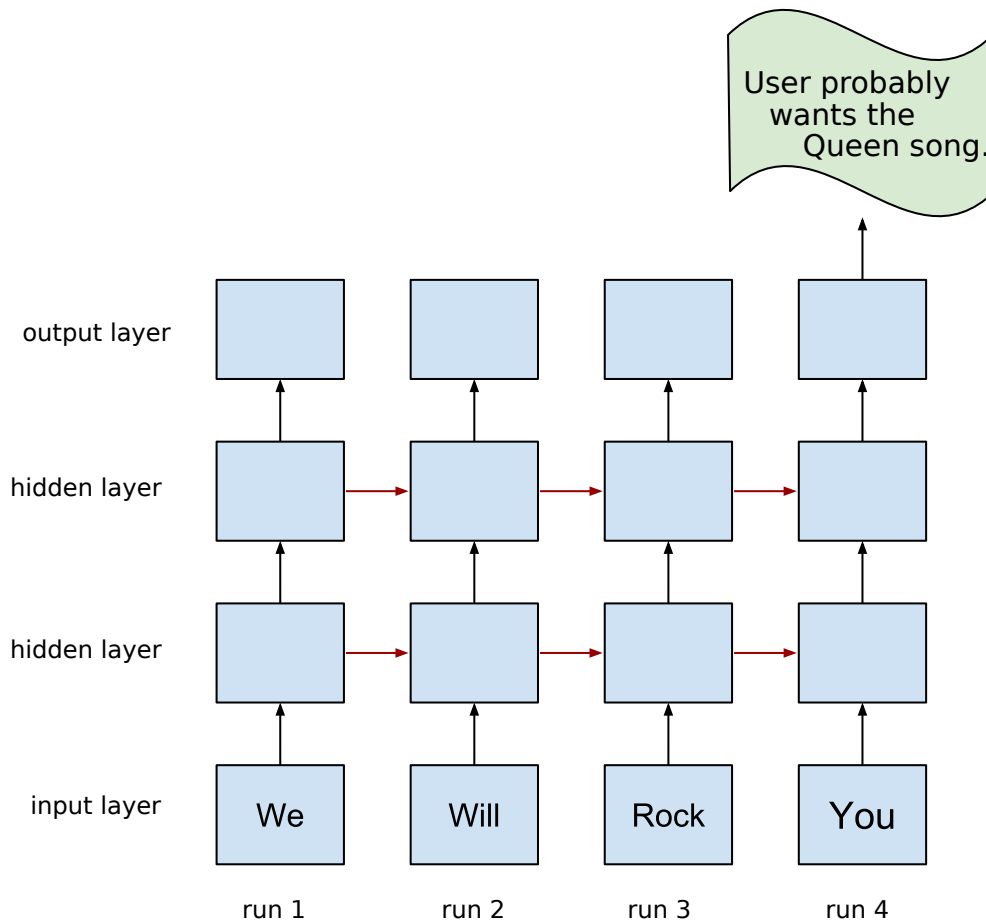 User probably
wants the
Queen song.
output layer
hidden layer
hidden layer
input layer
We
Will
Rock
You
run 1
run 2
run 3
run 4